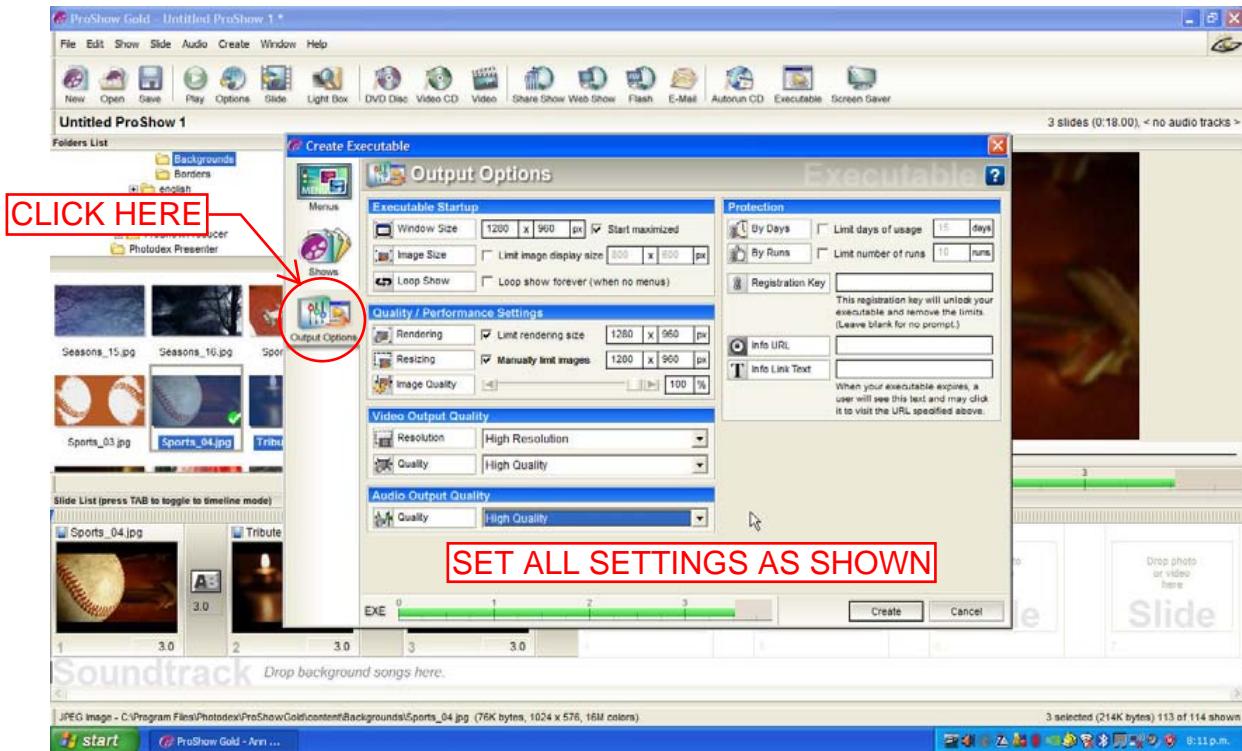 ProShow Gold - Untitled ProShow 1 *
File Edit Show Slide Audio Create Window Help
New Open Save Play Options Slide Light Box DVD Disc Video CD Video Share Show Web Show Flash E-Mail Autorun CD Executable Screen Saver
Untitled ProShow 1
3 slides (0:18.00), < no audio tracks >
Folders List
Backgrounds
Borders
english
Photodex Presenter
CLICK HERE
Seasons_15.jpg
Seasons_16.jpg
Spor
Sports_03.jpg
Sports_04.jpg
Tribu
Create Executable
Menus
Shows
Output Options
Output Options
Executable
?
Executable Startup
Window Size 1280 x 960 px Start maximized
Image Size Limit image display size 800 x 600 px
Loop Show Loop show forever (when no menus)
Quality / Performance Settings
Rendering Limit rendering size 1280 x 960 px
Resizing Manually limit images 1280 x 960 px
Image Quality 100 %
Video Output Quality
Resolution High Resolution
Quality High Quality
Audio Output Quality
Quality High Quality
Protection
By Days Limit days of usage 15 days
By Runs Limit number of runs 10 runs
Registration Key
This registration key will unlock your
executable and remove the limits.
(Leave blank for no prompt.)
Info URL
Info Link Text
When your executable expires, a
user will see this text and may click
it to visit the URL specified above.
SET ALL SETTINGS AS SHOWN
EXE 0 1 2 3
Create Cancel
3
Slide List (press TAB to toggle to timeline mode)
Sports_04.jpg
Tribute
AB
3.0
1 3.0
2 3.0
3 3.0
Drop photo
or video
here
Slide
Soundtrack Drop background songs here.
JPEG Image - C:\Program Files\Photodex\ProShowGold\content\Backgrounds\Sports_04.jpg (76K bytes, 1024 x 576, 16M colors)
3 selected (214K bytes) 113 of 114 shown
start
ProShow Gold - Ann ...
8:11 p.m.